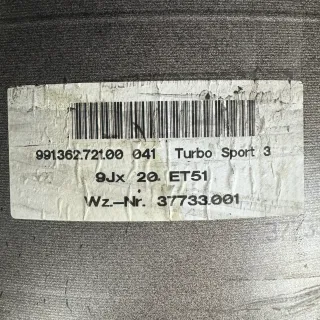 991362.721.00 041 Turbo Sport 3
9Jx 20 ET51
Wz.-Nr. 37733.001